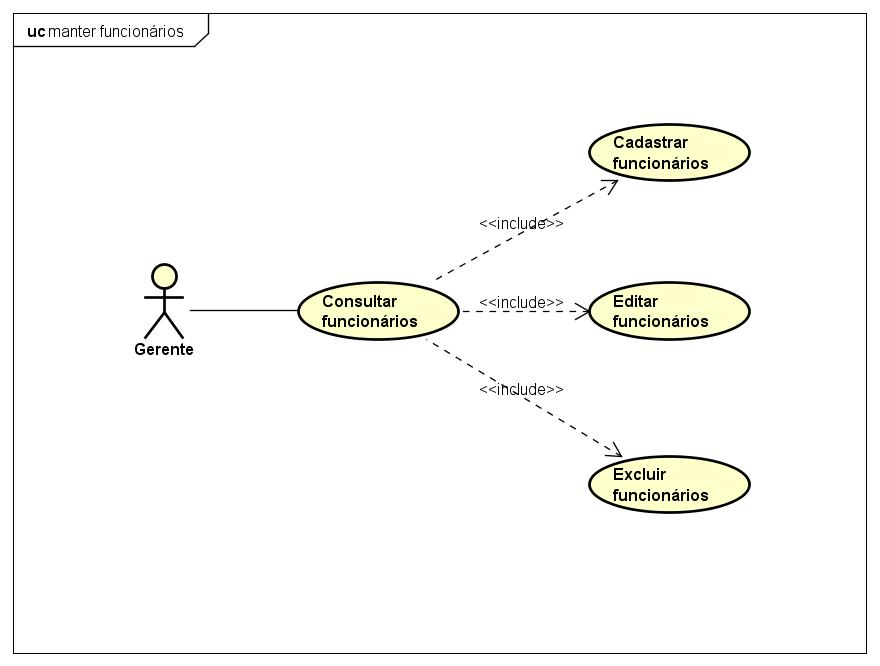 uc manter funcionários
Cadastrar
funcionários
<<include>>
Consultar
funcionários
<<include>>
Editar
funcionários
Gerente
<<include>>
Excluir
funcionários